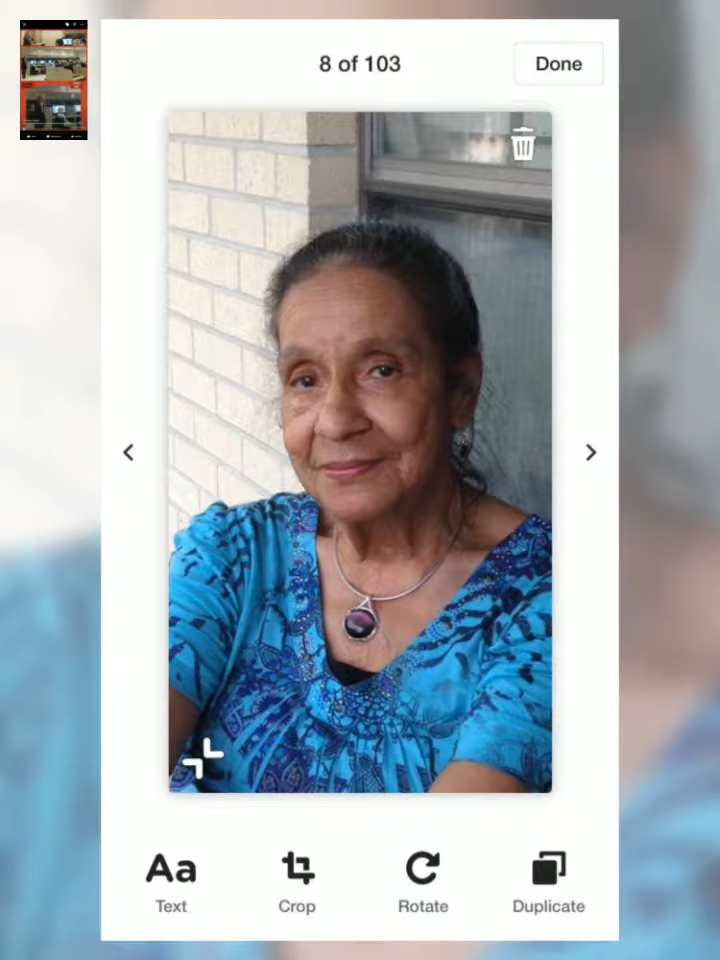 8 of 103
Done
Aa
Text
Crop
Rotate
Duplicate